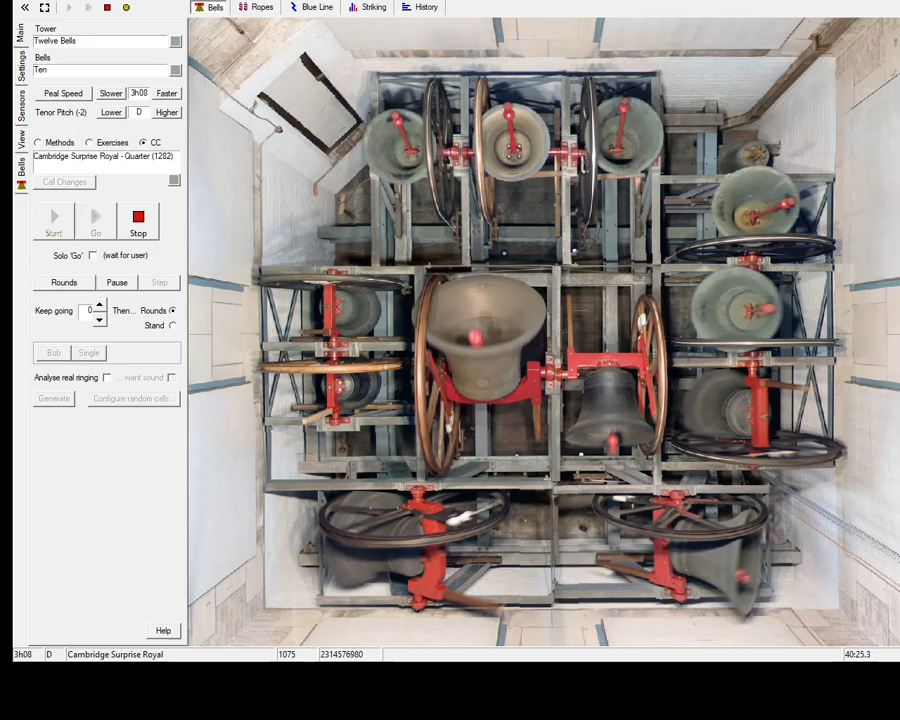 Bells
Ropes
Blue Line
Striking
History
Main
Settings
Sensors
View
Bells
Tower
Twelve Bells
Bells
Ten
Peal Speed
Slower
3h08
Faster
Tenor Pitch (-2)
Lower
D
Higher
Methods
Exercises
CC
Cambridge Surprise Royal - Quarter (1282)
Call Changes
Start
Go
Stop
Solo 'Go'
(wait for user)
Rounds
Pause
Step
Keep going
0
Then...
Rounds
Stand
Bob
Single
Analyse real ringing
... want sound
Generate
Configure random calls...
Help
3h08
D
Cambridge Surprise Royal
1075
2314576980
40:25.3